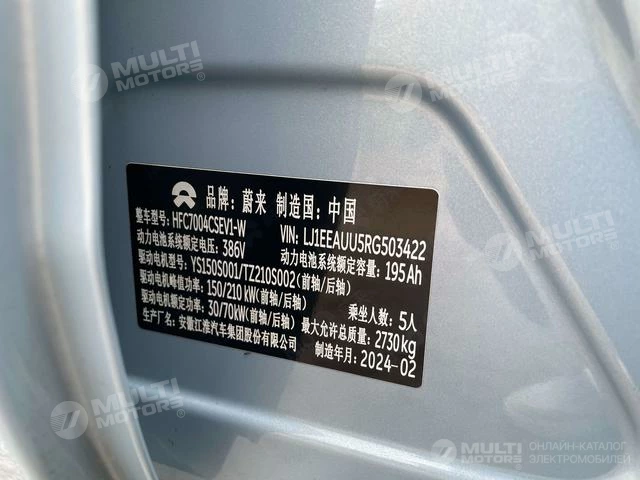 品牌: 蔚来 制造国: 中国
整车型号: HFC7004CSEV1-W VIN: LJ1EEAUU5RG503422
动力电池系统额定电压: 386V 动力电池系统额定容量: 195Ah
驱动电机型号: YS150S001/TZ210S002(前轴/后轴)
驱动电机峰值功率: 150/210kW(前轴/后轴)
驱动电机额定功率: 30/70kW(前轴/后轴) 乘坐人数: 5人
生产厂名: 安徽江淮汽车集团股份有限公司 最大允许总质量: 2730kg
制造年月: 2024-02
MULTI MOTORS
MULTI MOTORS
MULTI MOTORS
MULTI MOTORS
MULTI MOTORS
ОНЛАЙН-КАТАЛОГ
ЭЛЕКТРОМОБИЛЕЙ